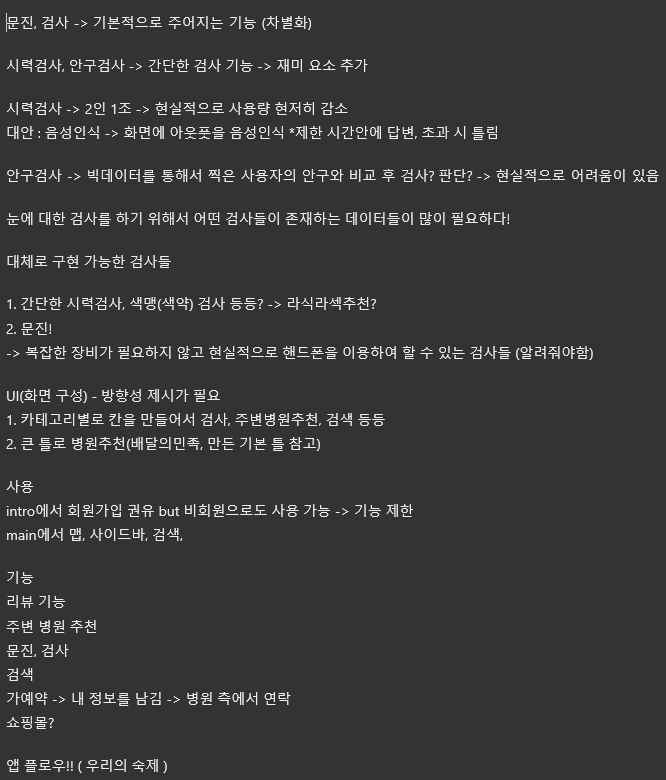 문진, 검사 -> 기본적으로 주어지는 기능 (차별화)
시력검사, 안구검사 -> 간단한 검사 기능 -> 재미 요소 추가
시력검사 -> 2인 1조 -> 현실적으로 사용량 현저히 감소
대안 : 음성인식 -> 화면에 아웃풋을 음성인식 *제한 시간안에 답변, 초과 시 틀림
안구검사 -> 빅데이터를 통해서 찍은 사용자의 안구와 비교 후 검사? 판단? -> 현실적으로 어려움이 있음
눈에 대한 검사를 하기 위해서 어떤 검사들이 존재하는 데이터들이 많이 필요하다!
대체로 구현 가능한 검사들
1. 간단한 시력검사, 색맹(색약) 검사 등등? -> 라식라섹추천?
2. 문진!
-> 복잡한 장비가 필요하지 않고 현실적으로 핸드폰을 이용하여 할 수 있는 검사들 (알려줘야함)
UI(화면 구성) - 방향성 제시가 필요
1. 카테고리별로 칸을 만들어서 검사, 주변병원추천, 검색 등등
2. 큰 틀로 병원추천(배달의민족, 만든 기본 틀 참고)
사용
intro에서 회원가입 권유 but 비회원으로도 사용 가능 -> 기능 제한
main에서 맵, 사이드바, 검색,
기능
리뷰 기능
주변 병원 추천
문진, 검사
검색
가예약 -> 내 정보를 남김 -> 병원 측에서 연락
쇼핑몰?
앱 플로우!! ( 우리의 숙제 )